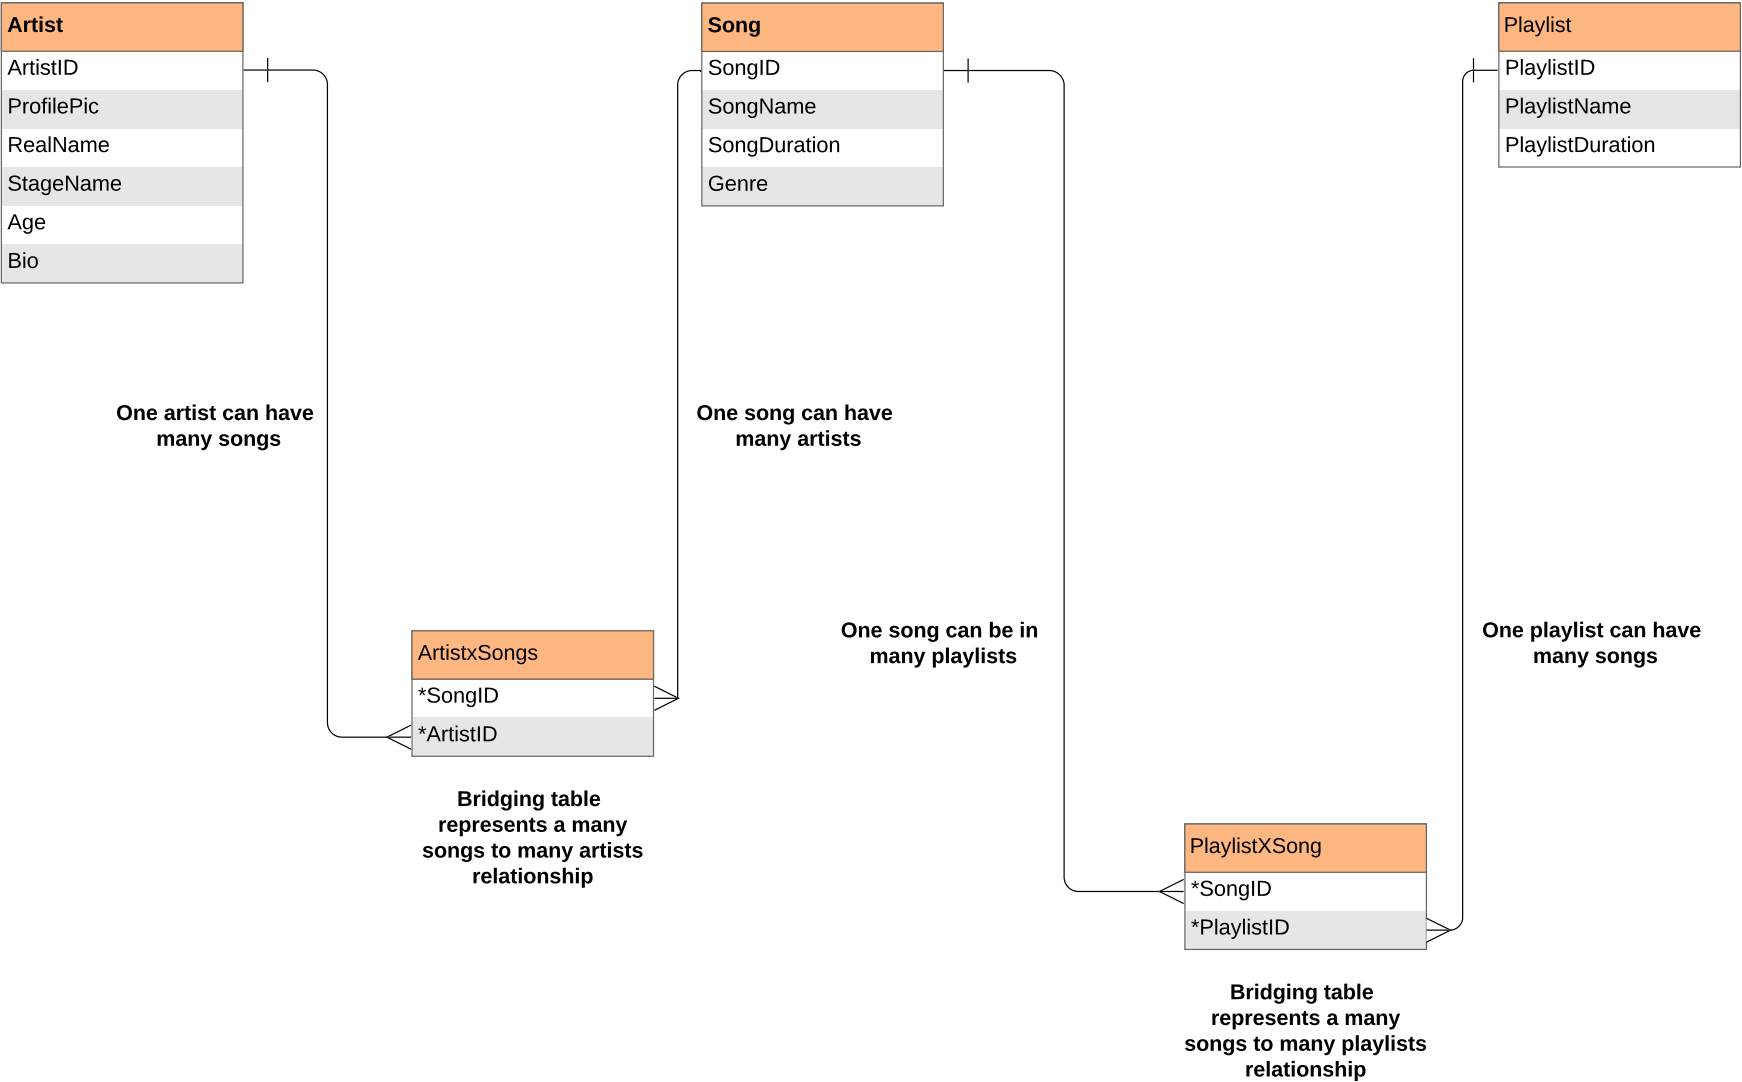 Artist
ArtistID
ProfilePic
RealName
StageName
Age
Bio
Song
SongID
SongName
SongDuration
Genre
Playlist
PlaylistID
PlaylistName
PlaylistDuration
One artist can have
many songs
One song can have
many artists
One song can be in
many playlists
One playlist can have
many songs
ArtistxSongs
*SongID
*ArtistID
Bridging table
represents a many
songs to many artists
relationship
PlaylistXSong
*SongID
*PlaylistID
Bridging table
represents a many
songs to many playlists
relationship